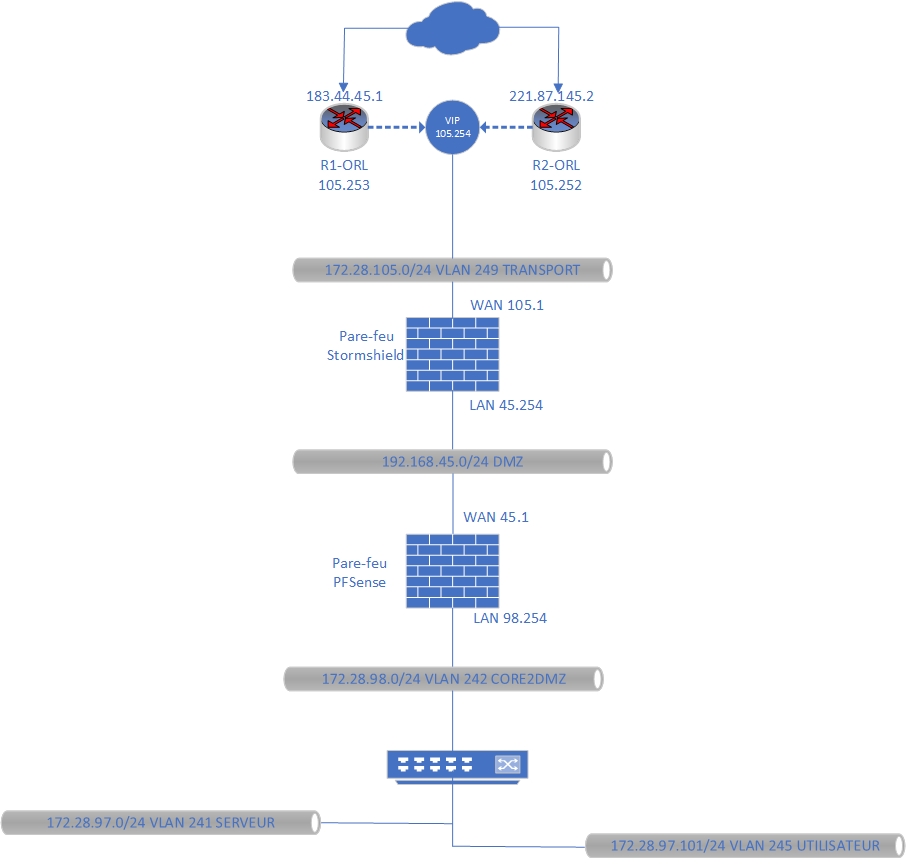 183.44.45.1
221.87.145.2
VIP
105.254
R1-ORL
105.253
R2-ORL
105.252
172.28.105.0/24 VLAN 249 TRANSPORT
WAN 105.1
Pare-feu
Stormshield
LAN 45.254
192.168.45.0/24 DMZ
WAN 45.1
Pare-feu
PFSense
LAN 98.254
172.28.98.0/24 VLAN 242 CORE2DMZ
172.28.97.0/24 VLAN 241 SERVEUR
172.28.97.101/24 VLAN 245 UTILISATEUR